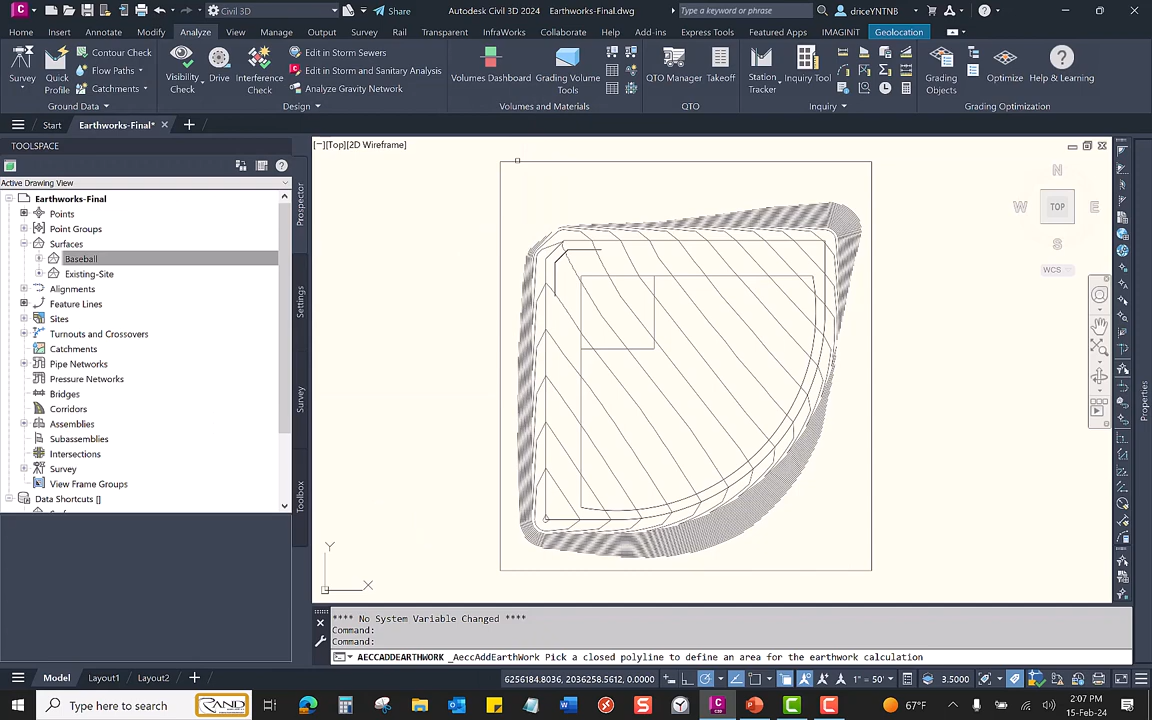 Civil 3D
Share
Autodesk Civil 3D 2024
Earthworks-Final.dwg
Type a keyword or phrase
driceYNTNB
Home
Insert
Annotate
Modify
Analyze
View
Manage
Output
Survey
Rail
Transparent
InfraWorks
Collaborate
Help
Add-ins
Express Tools
Featured Apps
IMAGINiT
Geolocation
Survey
Quick Profile
Contour Check
Flow Paths
Catchments
Ground Data
Visibility Check
Drive
Interference Check
Edit in Storm Sewers
Edit in Storm and Sanitary Analysis
Analyze Gravity Network
Design
Volumes Dashboard
Grading Volume Tools
Volumes and Materials
QTO Manager
Takeoff
QTO
Station Tracker
Inquiry Tool
Inquiry
Grading Objects
Optimize
Help & Learning
Grading Optimization
Start
Earthworks-Final*
TOOLSPACE
Active Drawing View
Earthworks-Final
Points
Point Groups
Surfaces
Baseball
Existing-Site
Alignments
Feature Lines
Sites
Turnouts and Crossovers
Catchments
Pipe Networks
Pressure Networks
Bridges
Corridors
Assemblies
Subassemblies
Intersections
Survey
View Frame Groups
Data Shortcuts []
Prospector
Settings
Survey
Toolbox
[−][Top][2D Wireframe]
N
W
TOP
E
S
WCS
Y
X
Properties
**** No System Variable Changed ****
Command:
Command:
AECCADDEARTHWORK _AeccAddEarthWork Pick a closed polyline to define an area for the earthwork calculation
Model
Layout1
Layout2
6256184.8036, 2036258.5612, 0.0000
1" = 50'
3.5000
Type here to search
RAND
67°F
2:07 PM
15-Feb-24